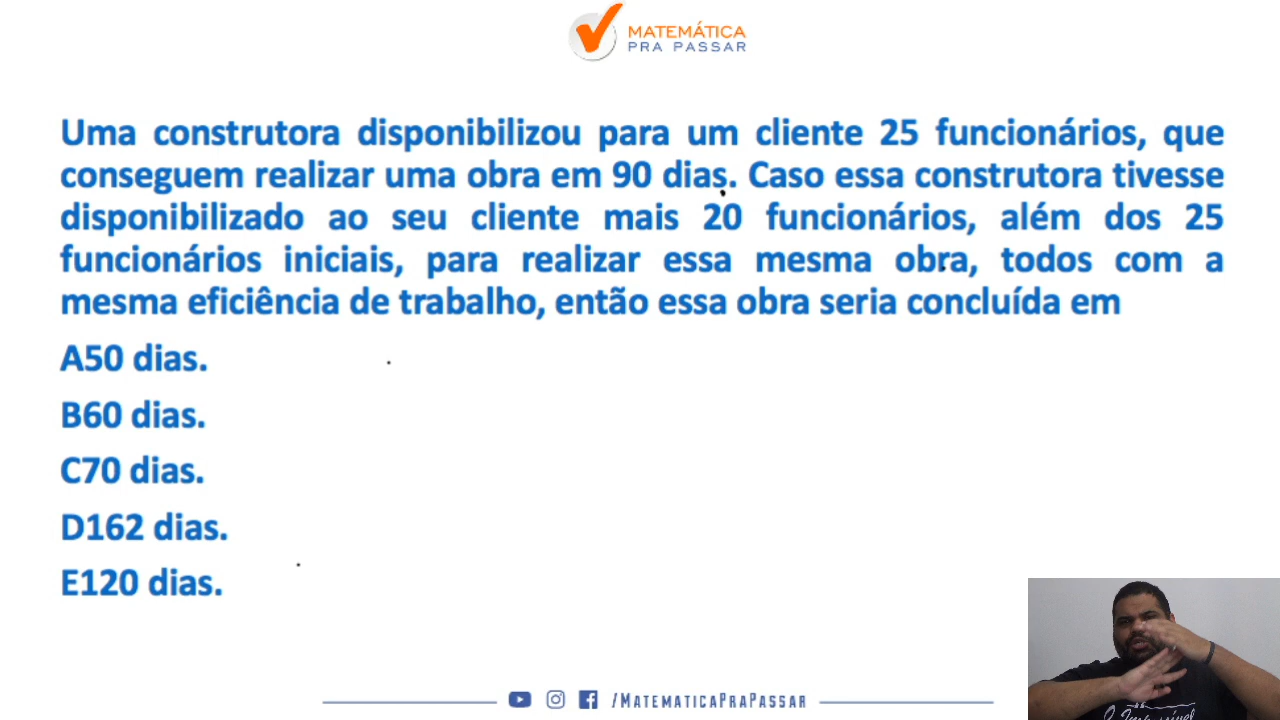 MATEMÁTICA
PRA PASSAR
Uma construtora disponibilizou para um cliente 25 funcionários, que
conseguem realizar uma obra em 90 dias. Caso essa construtora tivesse
disponibilizado ao seu cliente mais 20 funcionários, além dos 25
funcionários iniciais, para realizar essa mesma obra, todos com a
mesma eficiência de trabalho, então essa obra seria concluída em
A50 dias.
B60 dias.
C70 dias.
D162 dias.
E120 dias.
/MATEMATICAPRAPASSAR